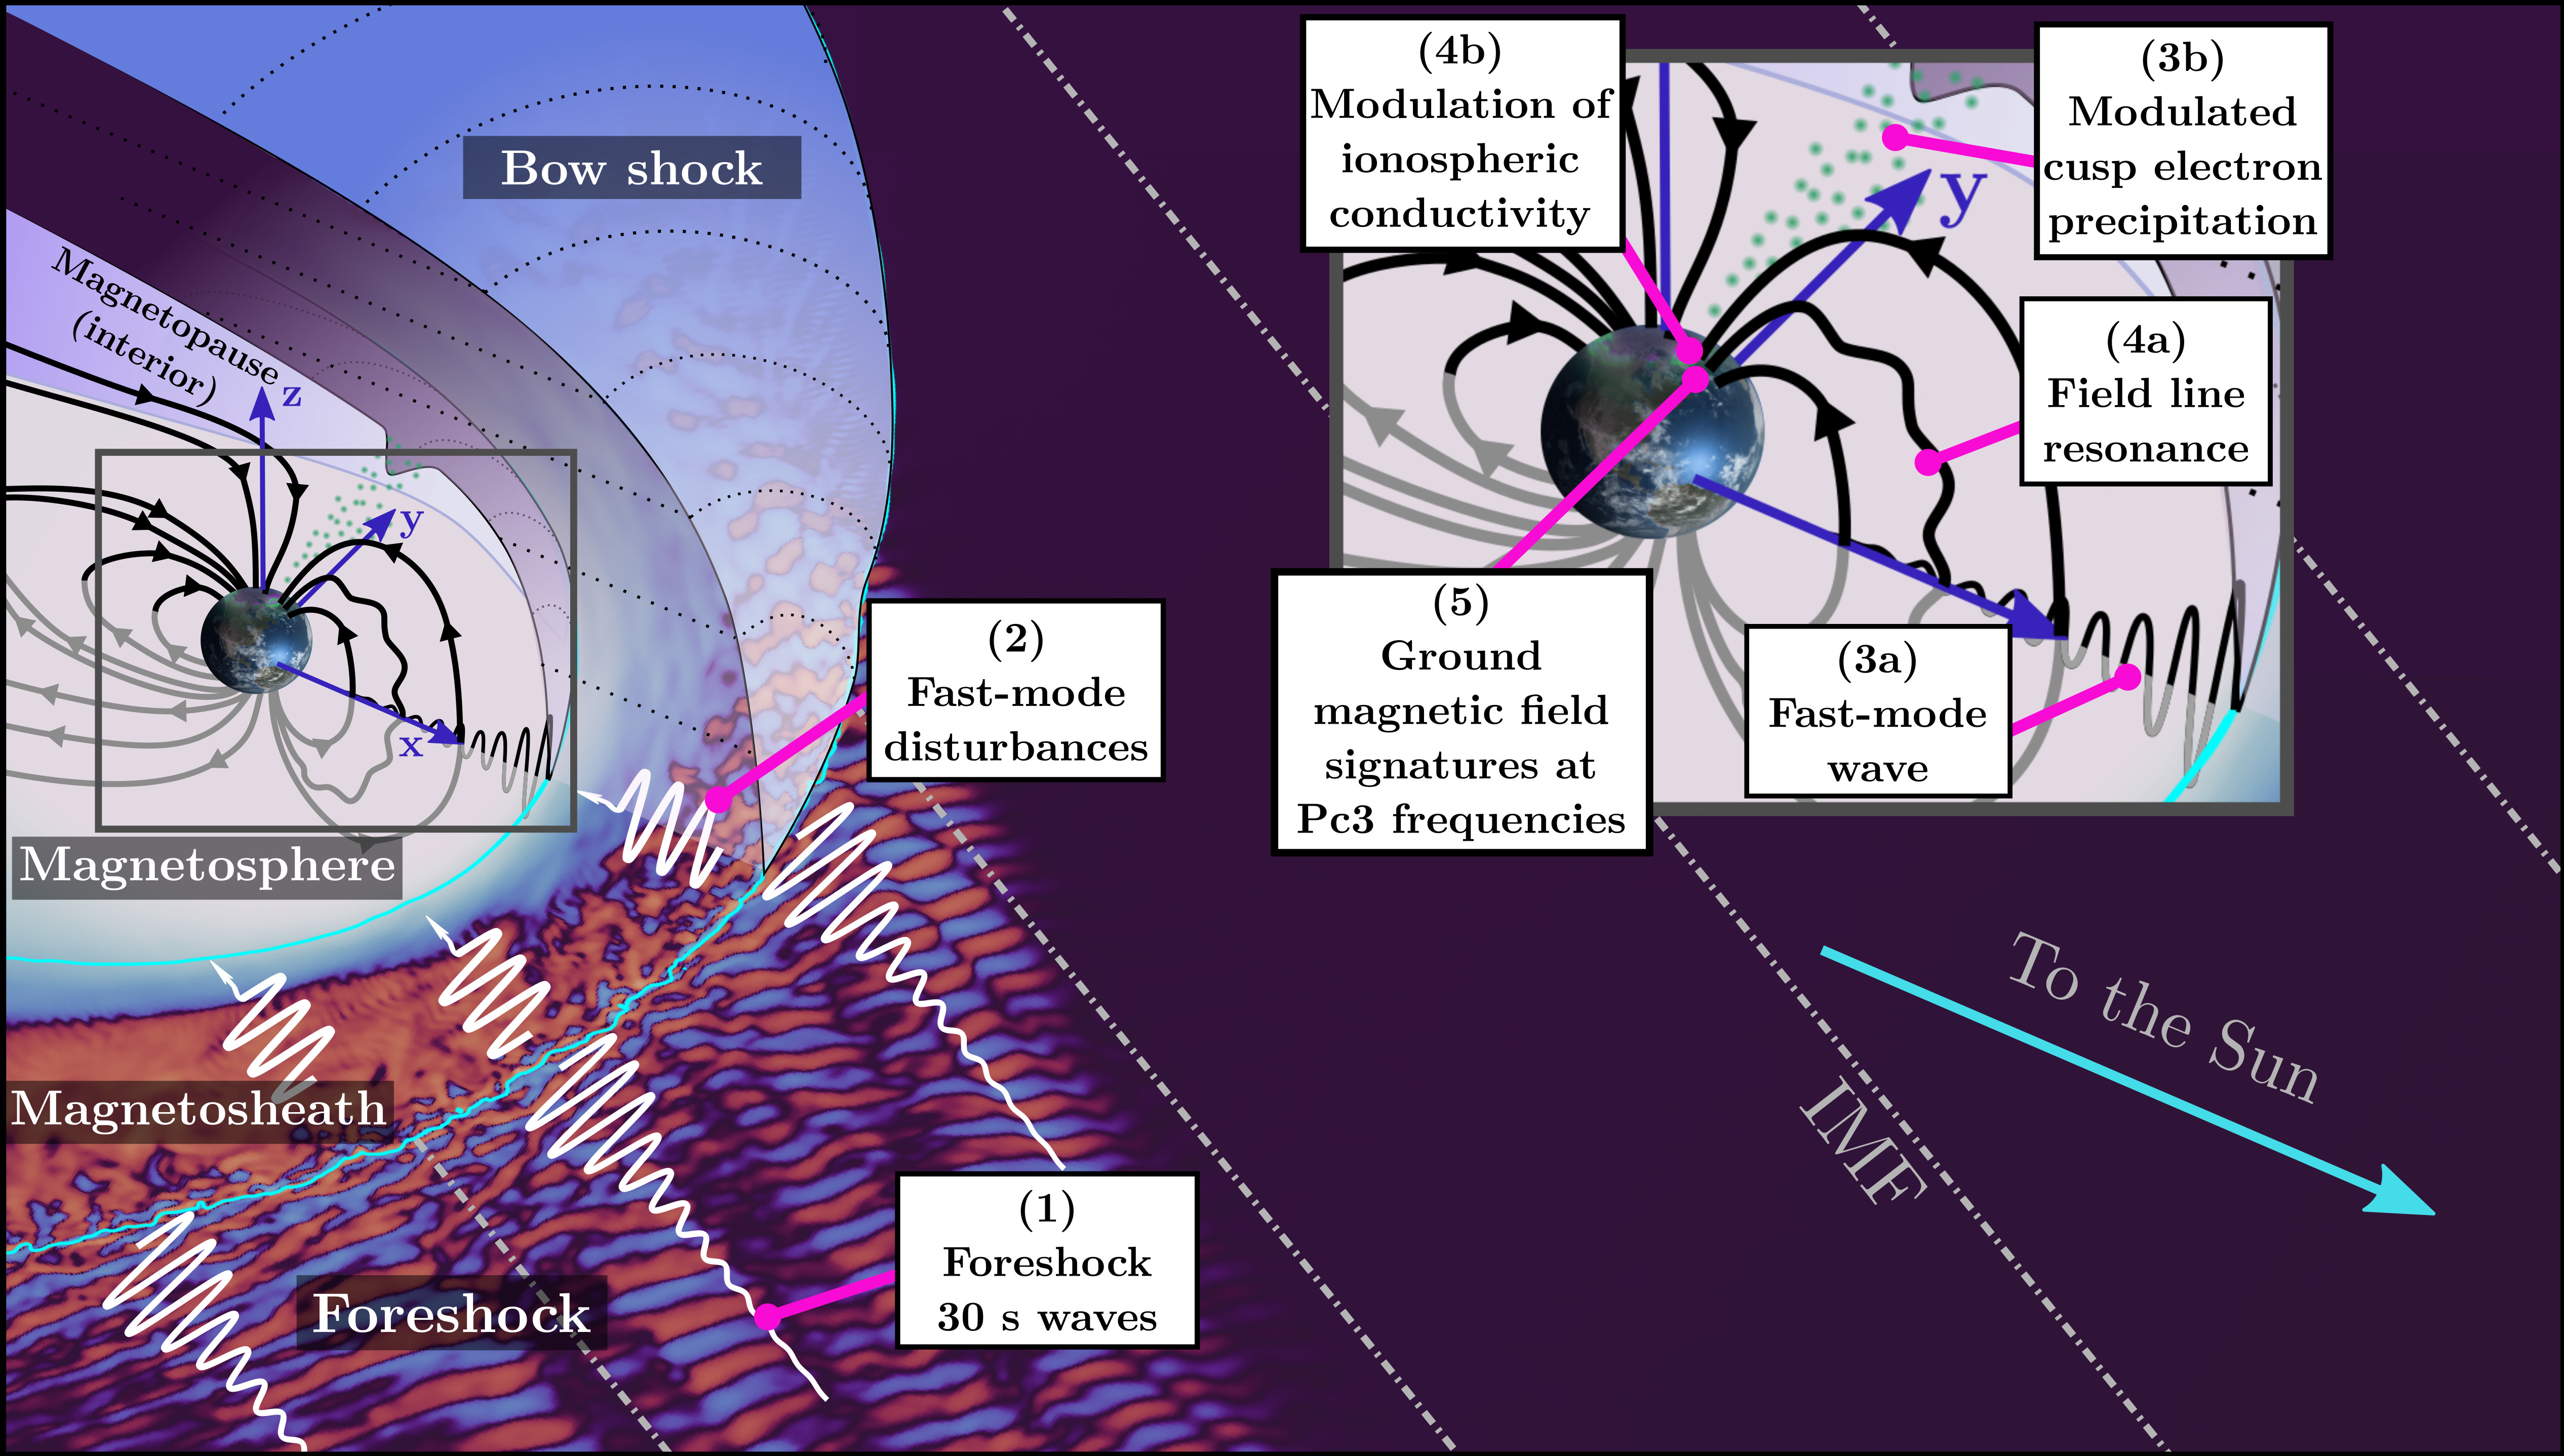 Bow shock
Magnetopause
(interior)
z
y
x
Magnetosphere
Magnetosheath
Foreshock
(1)
Foreshock
30 s waves
(2)
Fast-mode
disturbances
(4b)
Modulation of
ionospheric
conductivity
(3b)
Modulated
cusp electron
precipitation
y
(4a)
Field line
resonance
(5)
Ground
magnetic field
signatures at
Pc3 frequencies
(3a)
Fast-mode
wave
To the Sun
IMF